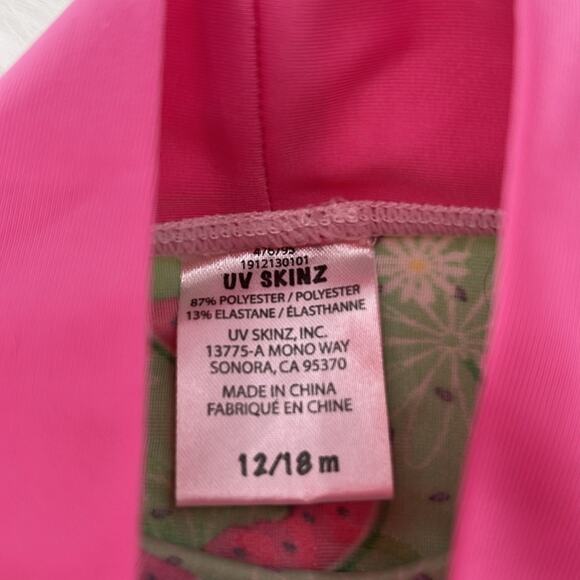 1912130101
UV SKINZ
87% POLYESTER / POLYESTER
13% ELASTANE / ÉLASTHANNE
UV SKINZ, INC.
13775-A MONO WAY
SONORA, CA 95370
MADE IN CHINA
FABRIQUÉ EN CHINE
12/18 m